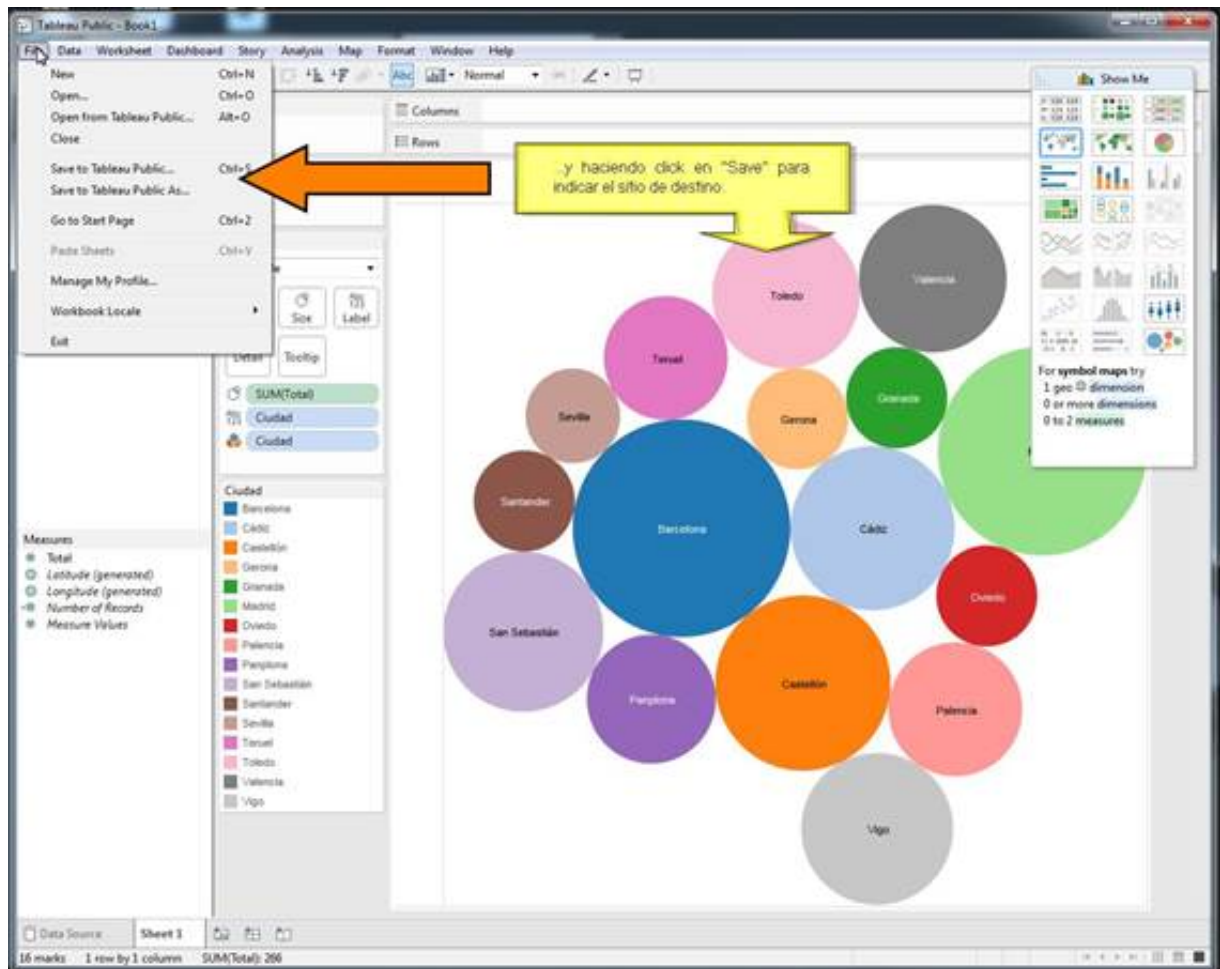 Tableau Public - Book1
File Data Worksheet Dashboard Story Analysis Map Format Window Help
New Ctrl+N
Open... Ctrl+O
Open from Tableau Public... Alt+O
Close
Save to Tableau Public... Ctrl+S
Save to Tableau Public As...
Go to Start Page Ctrl+2
Paste Sheets Ctrl+V
Manage My Profile...
Workbook Locale
Exit
Abc Normal
Columns
Rows
..y haciendo click en "Save" para
indicar el sitio de destino.
Show Me
For symbol maps try
1 geo dimension
0 or more dimensions
0 to 2 measures
Size Label
Detail Tooltip
SUM(Total)
Ciudad
Ciudad
Ciudad
Barcelona
Cádiz
Castellón
Gerona
Granada
Madrid
Oviedo
Palencia
Panplona
San Sebastián
Santander
Sevilla
Teruel
Toledo
Valencia
Vigo
Measures
Total
Latitude (generated)
Longitude (generated)
Number of Records
Measure Values
Toledo
Valencia
Teruel
Sevilla
Gerona
Granada
Santander
Barcelona
Cádiz
Oviedo
San Sebastián
Panplona
Castellón
Palencia
Vigo
Data Source Sheet 1
16 marks 1 row by 1 column SUM(Total): 266